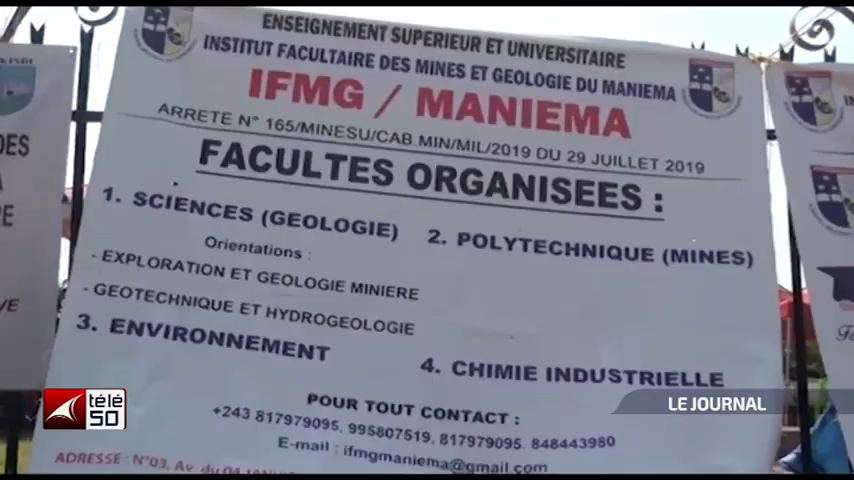 ENSEIGNEMENT SUPERIEUR ET UNIVERSITAIRE
INSTITUT FACULTAIRE DES MINES ET GEOLOGIE DU MANIEMA
IFMG / MANIEMA
ARRETE N° 165/MINESU/CAB.MIN/MIL/2019 DU 29 JUILLET 2019
FACULTES ORGANISEES :
1. SCIENCES (GEOLOGIE)
Orientations :
- EXPLORATION ET GEOLOGIE MINIERE
- GEOTECHNIQUE ET HYDROGEOLOGIE
2. POLYTECHNIQUE (MINES)
3. ENVIRONNEMENT
4. CHIMIE INDUSTRIELLE
POUR TOUT CONTACT :
+243 817979095, 995807519, 817979095, 848443980
E-mail : ifmgmaniema@gmail.com
ADRESSE : N°03, Av. du 04
télé
50
LE JOURNAL